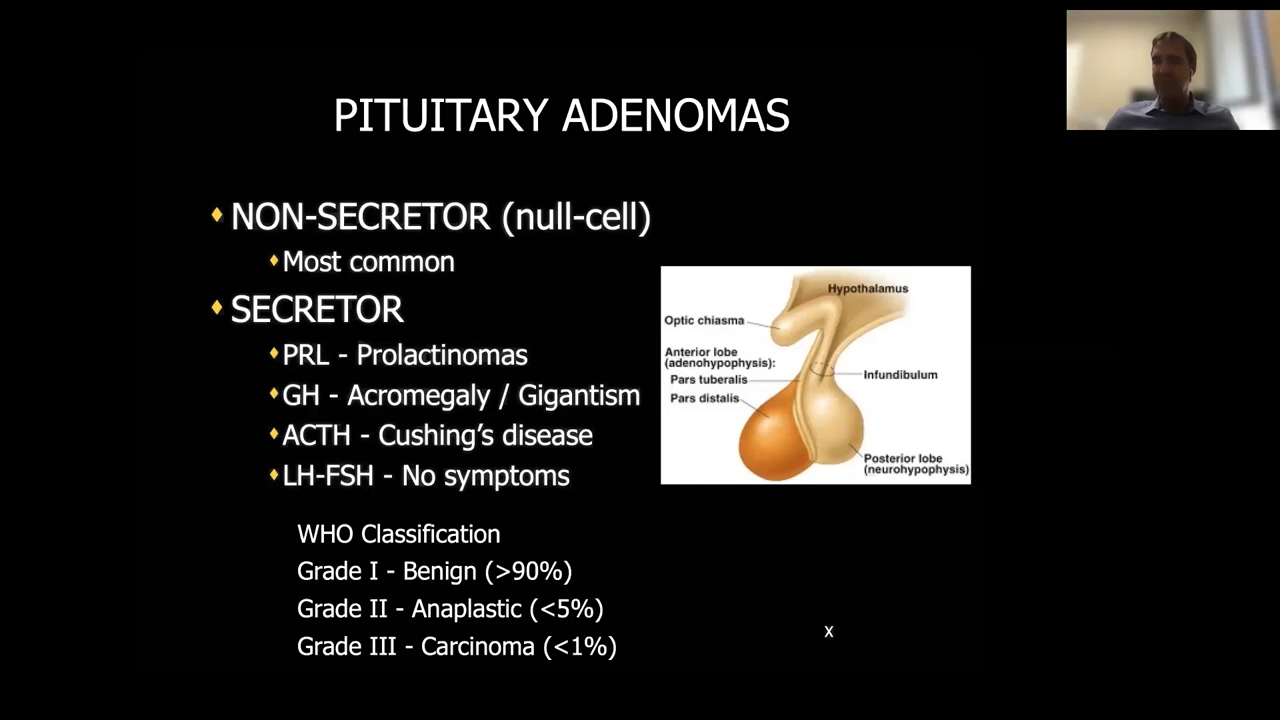 PITUITARY ADENOMAS
NON-SECRETOR (null-cell)
Most common
SECRETOR
PRL - Prolactinomas
GH - Acromegaly / Gigantism
ACTH - Cushing’s disease
LH-FSH - No symptoms
WHO Classification
Grade I - Benign (>90%)
Grade II - Anaplastic (<5%)
Grade III - Carcinoma (<1%)
Hypothalamus
Optic chiasma
Anterior lobe
(adenohypophysis):
Pars tuberalis
Pars distalis
Infundibulum
Posterior lobe
(neurohypophysis)
x